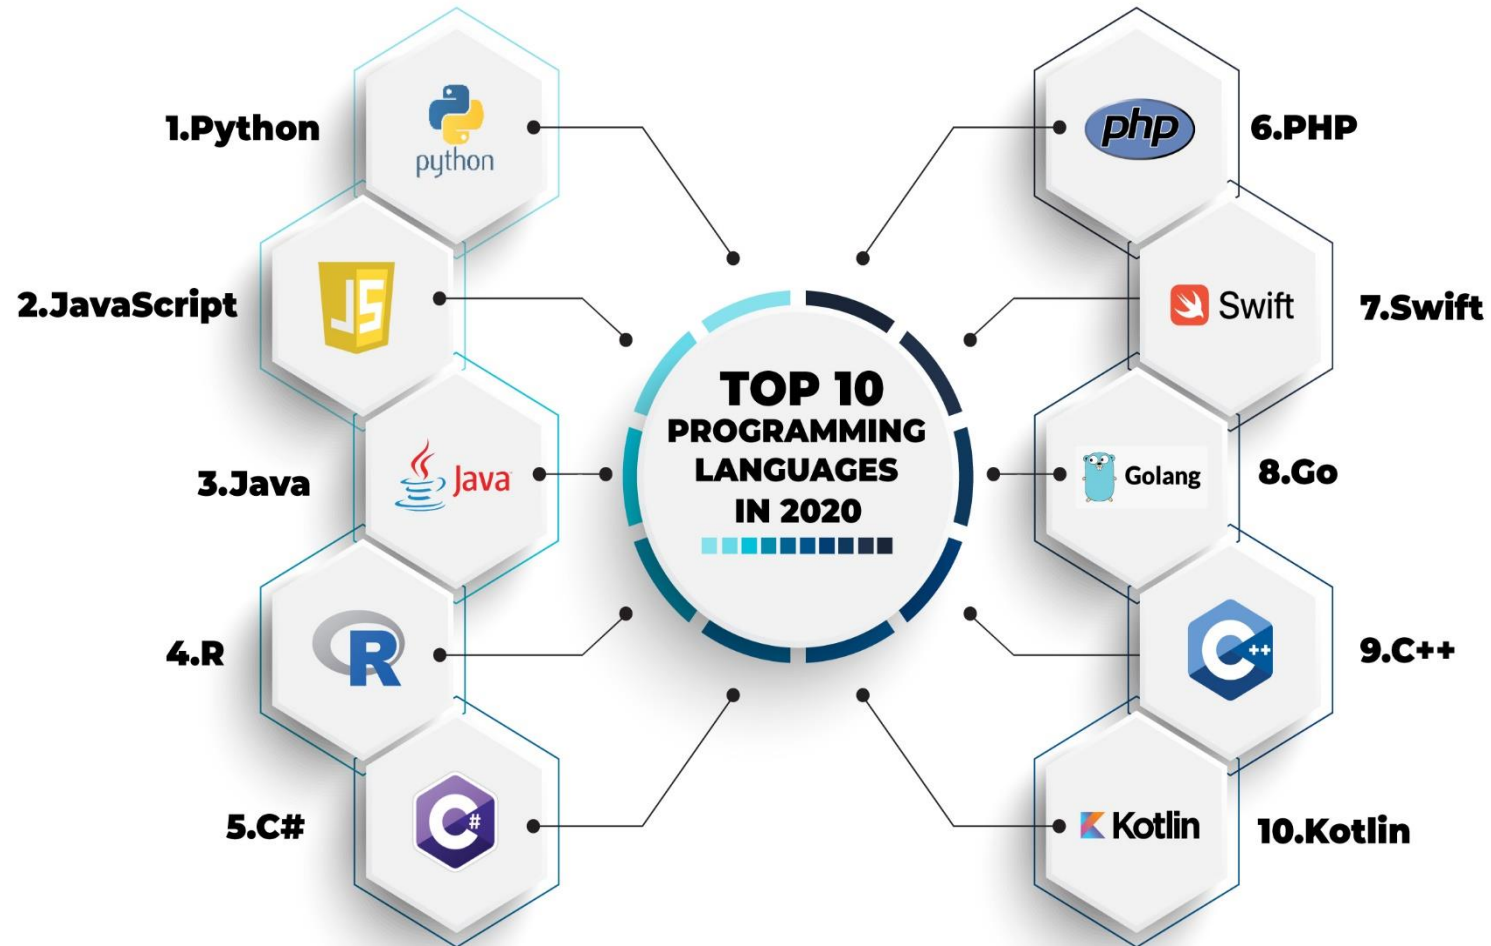 1.Python
python
2.JavaScript
JS
3.Java
Java
4.R
R
5.C#
C#
TOP 10
PROGRAMMING
LANGUAGES
IN 2020
php
6.PHP
Swift
7.Swift
Golang
8.Go
C++
9.C++
Kotlin
10.Kotlin